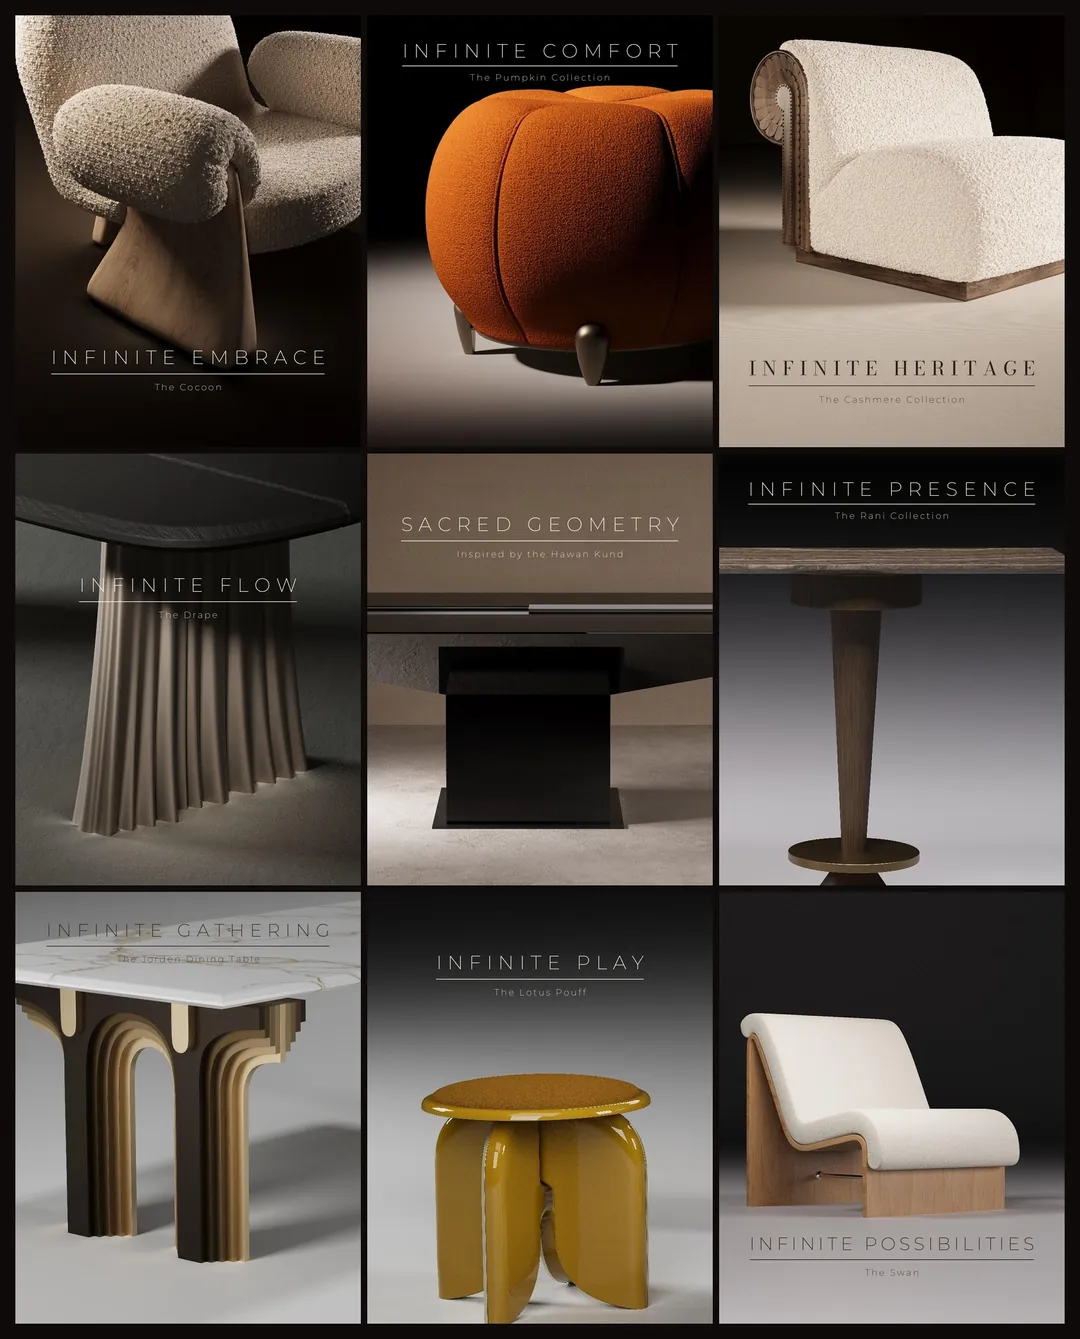 INFINITE EMBRACE
The Cocoon
INFINITE COMFORT
The Pumpkin Collection
INFINITE HERITAGE
The Cashmere Collection
INFINITE FLOW
The Drape
SACRED GEOMETRY
Inspired by the Hawan Kund
INFINITE PRESENCE
The Rani Collection
INFINITE GATHERING
The Jorden Dining Table
INFINITE PLAY
The Lotus Pouff
INFINITE POSSIBILITIES
The Swan